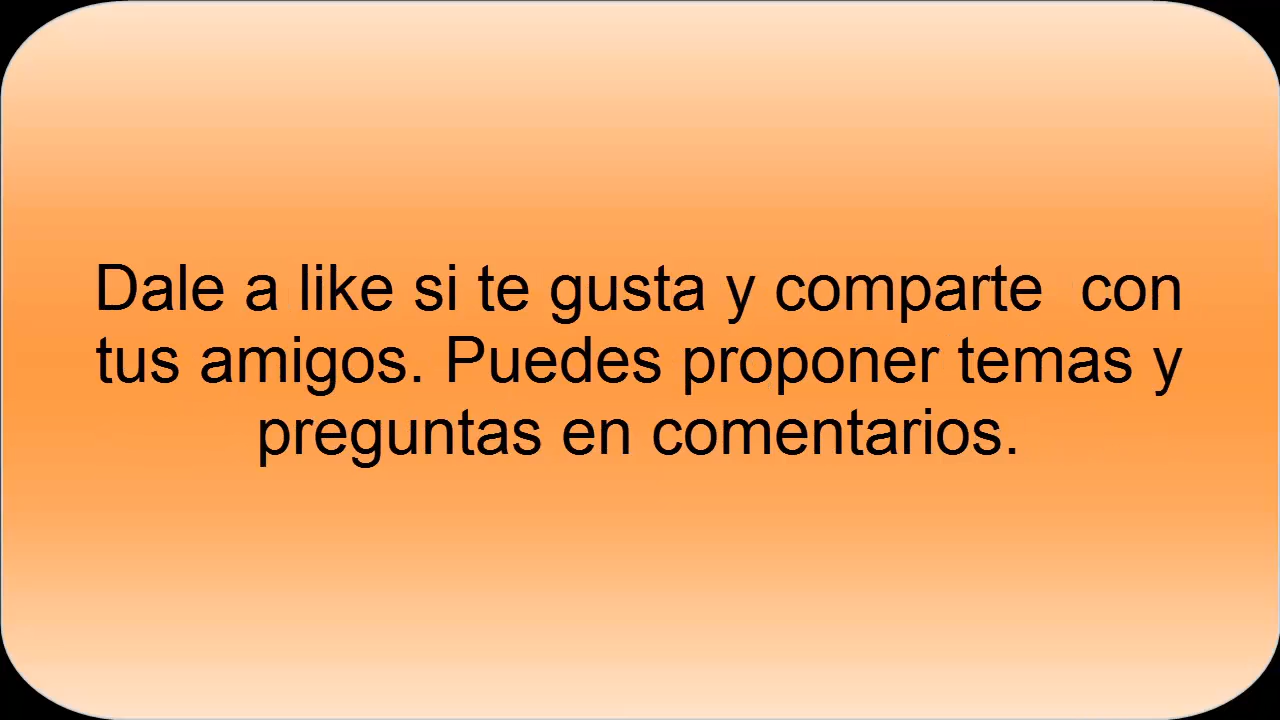 Dale a like si te gusta y comparte  con
tus amigos. Puedes proponer temas y
preguntas en comentarios.